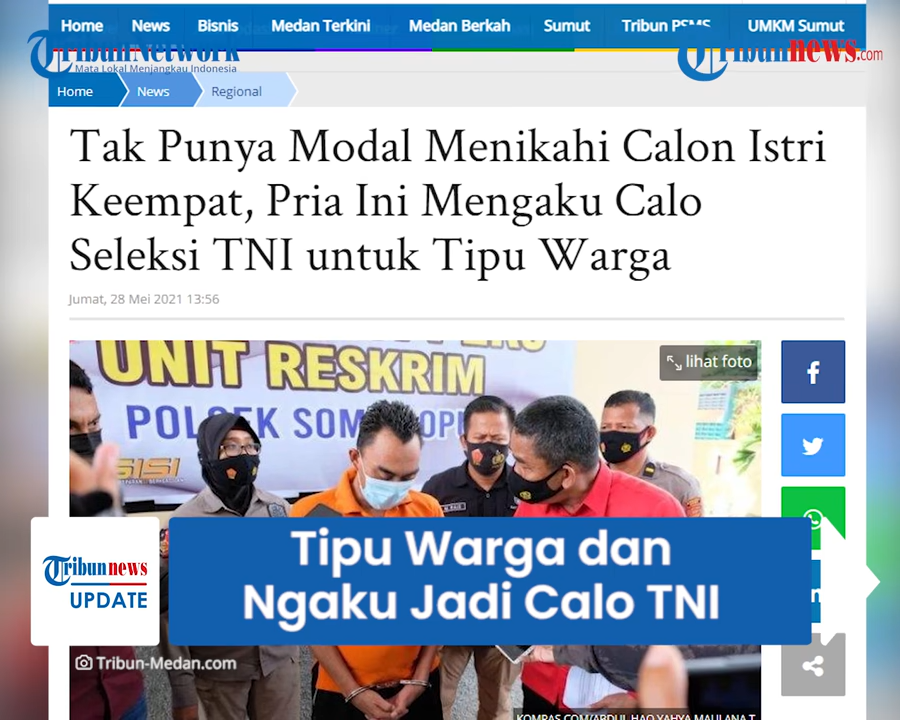 Home News Bisnis Medan Terkini Medan Berkah Sumut Tribun PSMS UMKM Sumut
TribunNetwork
Mata Lokal Menjangkau Indonesia
Tribunnews.com
Home News Regional
Tak Punya Modal Menikahi Calon Istri
Keempat, Pria Ini Mengaku Calo
Seleksi TNI untuk Tipu Warga
Jumat, 28 Mei 2021 13:56
lihat foto
UNIT RESKRIM
POLSEK
Tribunnews
UPDATE
Tipu Warga dan
Ngaku Jadi Calo TNI
Tribun-Medan.com
KOMPAS.COM/ABDUL HAQ YAHYA MAULANA T.